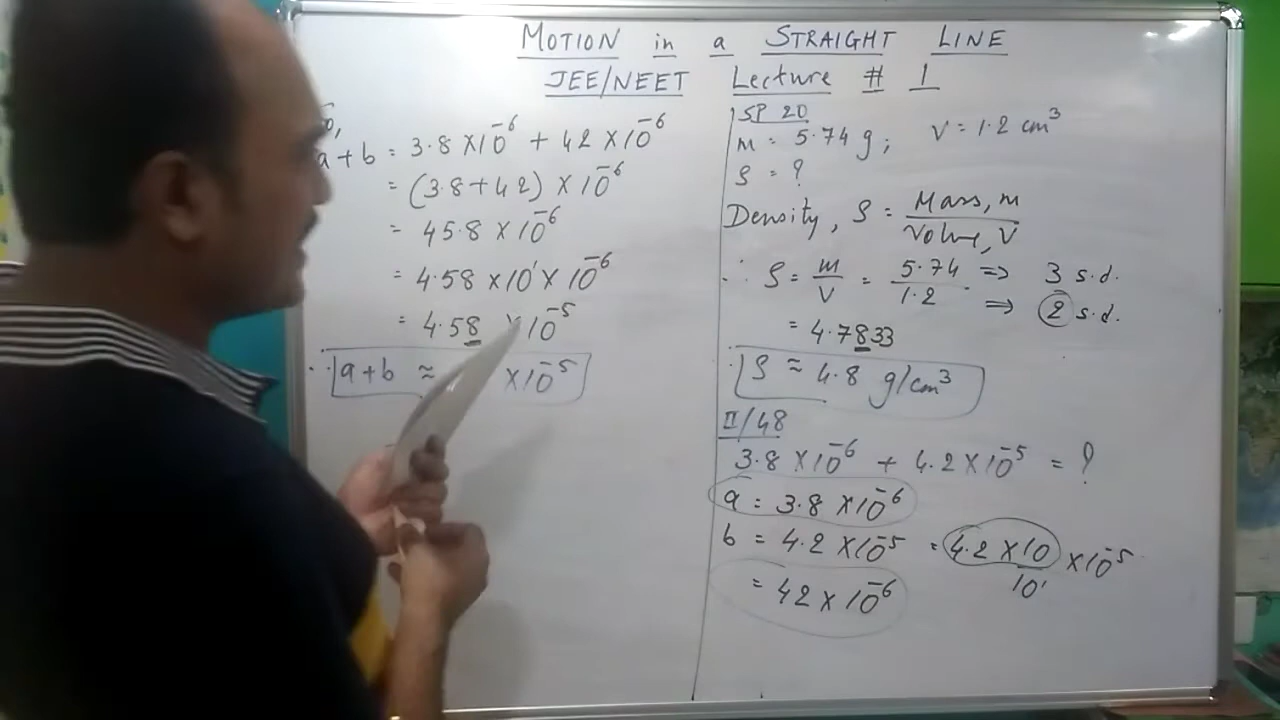 MOTION in a STRAIGHT LINE
JEE/NEET Lecture # 1
a + b = 3.8 × 10⁻⁶ + 42 × 10⁻⁶
= (3.8 + 42) × 10⁻⁶
= 45.8 × 10⁻⁶
= 4.58 × 10¹ × 10⁻⁶
= 4.58 × 10⁻⁵
∴ a + b ≈ × 10⁻⁵
SP 20
m = 5.74 g; V = 1.2 cm³
ρ = ?
Density, ρ = Mass, m / Volume, V
∴ ρ = m / V = 5.74 / 1.2 ⇒ 3 s.d.
⇒ 2 s.d.
= 4.7833
ρ ≈ 4.8 g/cm³
II/48
3.8 × 10⁻⁶ + 4.2 × 10⁻⁵ = ?
a = 3.8 × 10⁻⁶
b = 4.2 × 10⁻⁵ = 4.2 × 10 / 10¹ × 10⁻⁵
= 42 × 10⁻⁶